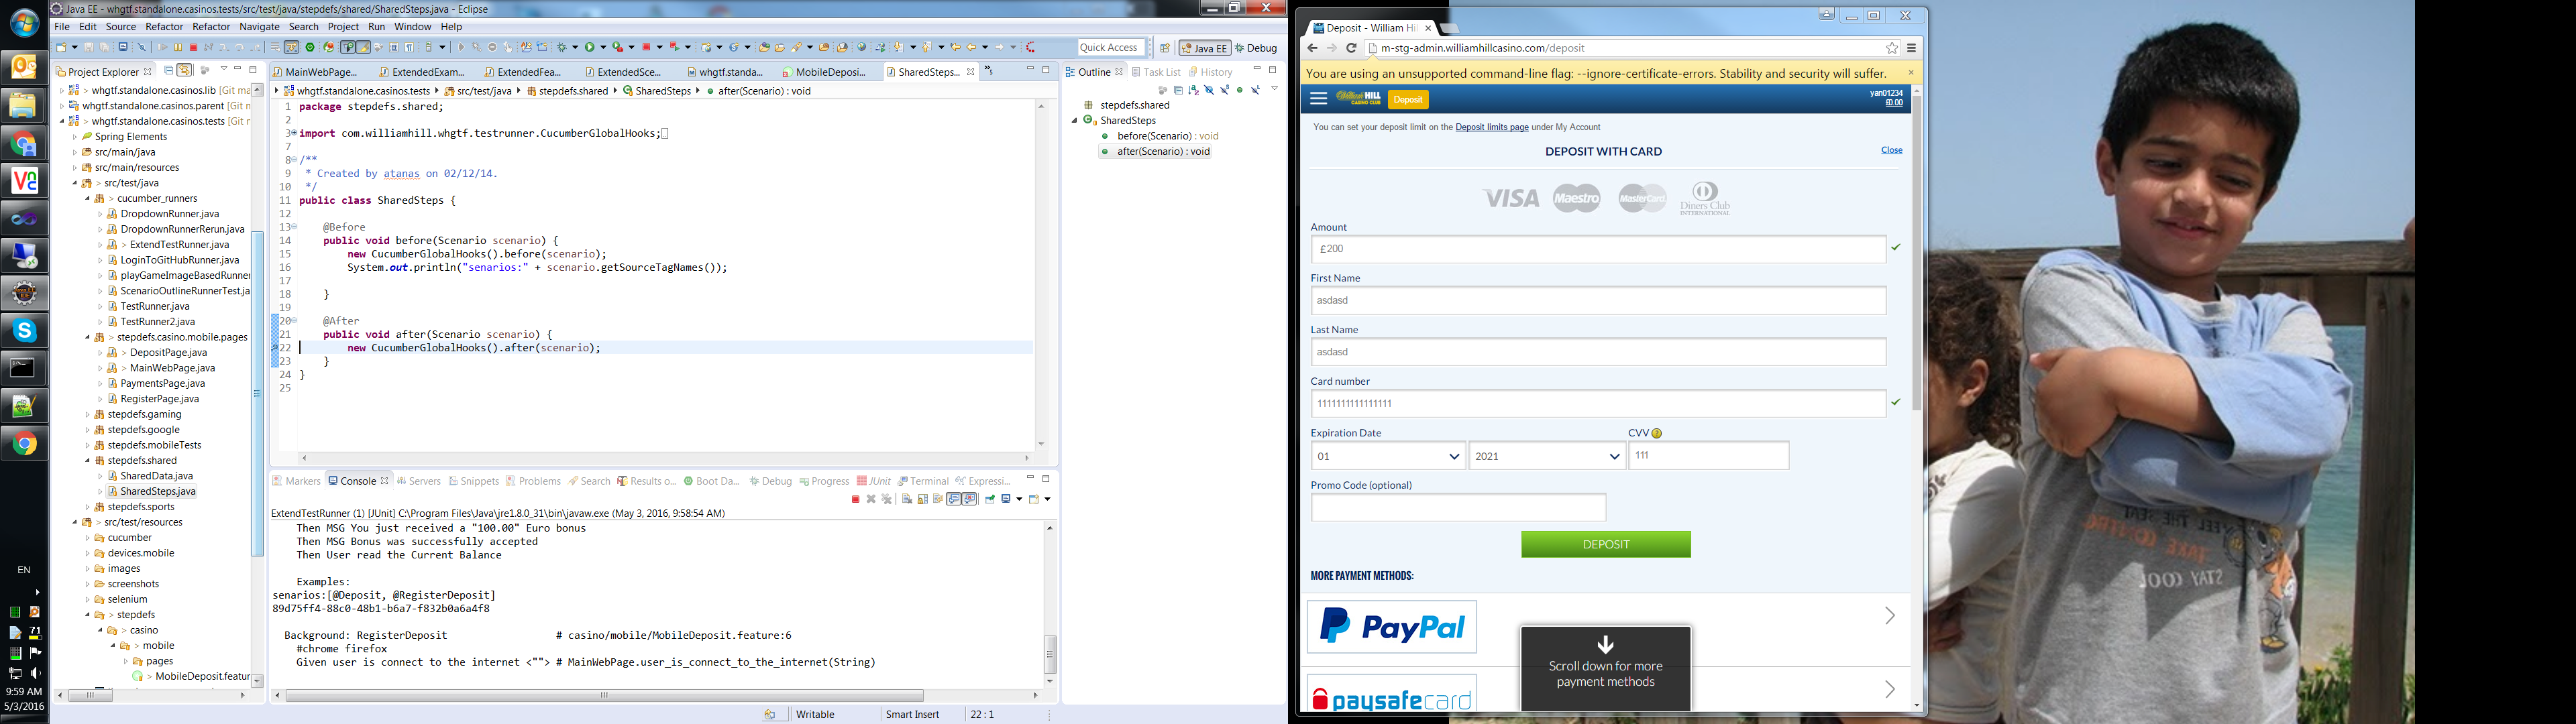 Java EE - whgtf.standalone.casinos.tests/src/test/java/stepdefs/shared/SharedSteps.java - Eclipse
File Edit Source Refactor Refactor Navigate Search Project Run Window Help
Quick Access
Java EE
Debug
Project Explorer
whgtf.standalone.casinos.lib [Git ma
whgtf.standalone.casinos.parent [Git r
> whgtf.standalone.casinos.tests [Git r
Spring Elements
src/main/java
src/main/resources
> src/test/java
> cucumber_runners
DropdownRunner.java
DropdownRunnerRerun.java
> ExtendTestRunner.java
LoginToGitHubRunner.java
playGameImageBasedRunner
ScenarioOutlineRunnerTest.ja
TestRunner.java
TestRunner2.java
> stepdefs.casino.mobile.pages
> DepositPage.java
> MainWebPage.java
PaymentsPage.java
RegisterPage.java
stepdefs.gaming
stepdefs.google
stepdefs.mobileTests
stepdefs.shared
SharedData.java
SharedSteps.java
stepdefs.sports
> src/test/resources
cucumber
devices.mobile
images
screenshots
selenium
> stepdefs
> casino
> mobile
pages
> MobileDeposit.featur
EN
71
9:59 AM
5/3/2016
MainWebPage...
ExtendedExam...
ExtendedFea...
ExtendedSce...
whgtf.standa...
MobileDeposi...
SharedSteps...
whgtf.standalone.casinos.tests
src/test/java
stepdefs.shared
SharedSteps
after(Scenario) : void
1 package stepdefs.shared;
2
3 import com.williamhill.whgtf.testrunner.CucumberGlobalHooks;
7
8 /**
9 * Created by atanas on 02/12/14.
10 */
11 public class SharedSteps {
12
13 @Before
14 public void before(Scenario scenario) {
15 new CucumberGlobalHooks().before(scenario);
16 System.out.println("senarios:" + scenario.getSourceTagNames());
17
18 }
19
20 @After
21 public void after(Scenario scenario) {
22 new CucumberGlobalHooks().after(scenario);
23 }
24 }
25
Outline
Task List
History
stepdefs.shared
SharedSteps
before(Scenario) : void
after(Scenario) : void
Markers
Console
Servers
Snippets
Problems
Search
Results o...
Boot Da...
Debug
Progress
JUnit
Terminal
Expressi...
ExtendTestRunner (1) [JUnit] C:\Program Files\Java\jre1.8.0_31\bin\javaw.exe (May 3, 2016, 9:58:54 AM)
Then MSG You just received a "100.00" Euro bonus
Then MSG Bonus was successfully accepted
Then User read the Current Balance
Examples:
senarios:[@Deposit, @RegisterDeposit]
89d75ff4-88c0-48b1-b6a7-f832b0a6a4f8
Background: RegisterDeposit # casino/mobile/MobileDeposit.feature:6
#chrome firefox
Given user is connect to the internet <""> # MainWebPage.user_is_connect_to_the_internet(String)
Writable
Smart Insert
22 : 1
Deposit - William Hi
m-stg-admin.williamhillcasino.com/deposit
You are using an unsupported command-line flag: --ignore-certificate-errors. Stability and security will suffer.
William HILL
CASINO CLUB
Deposit
yan01234
£0.00
You can set your deposit limit on the Deposit limits page under My Account
DEPOSIT WITH CARD
Close
VISA
Maestro
MasterCard
Diners Club
INTERNATIONAL
Amount
£200
First Name
asdasd
Last Name
asdasd
Card number
1111111111111111
Expiration Date
CVV
01
2021
111
Promo Code (optional)
DEPOSIT
MORE PAYMENT METHODS:
PayPal
Scroll down for more
payment methods
paysafecard